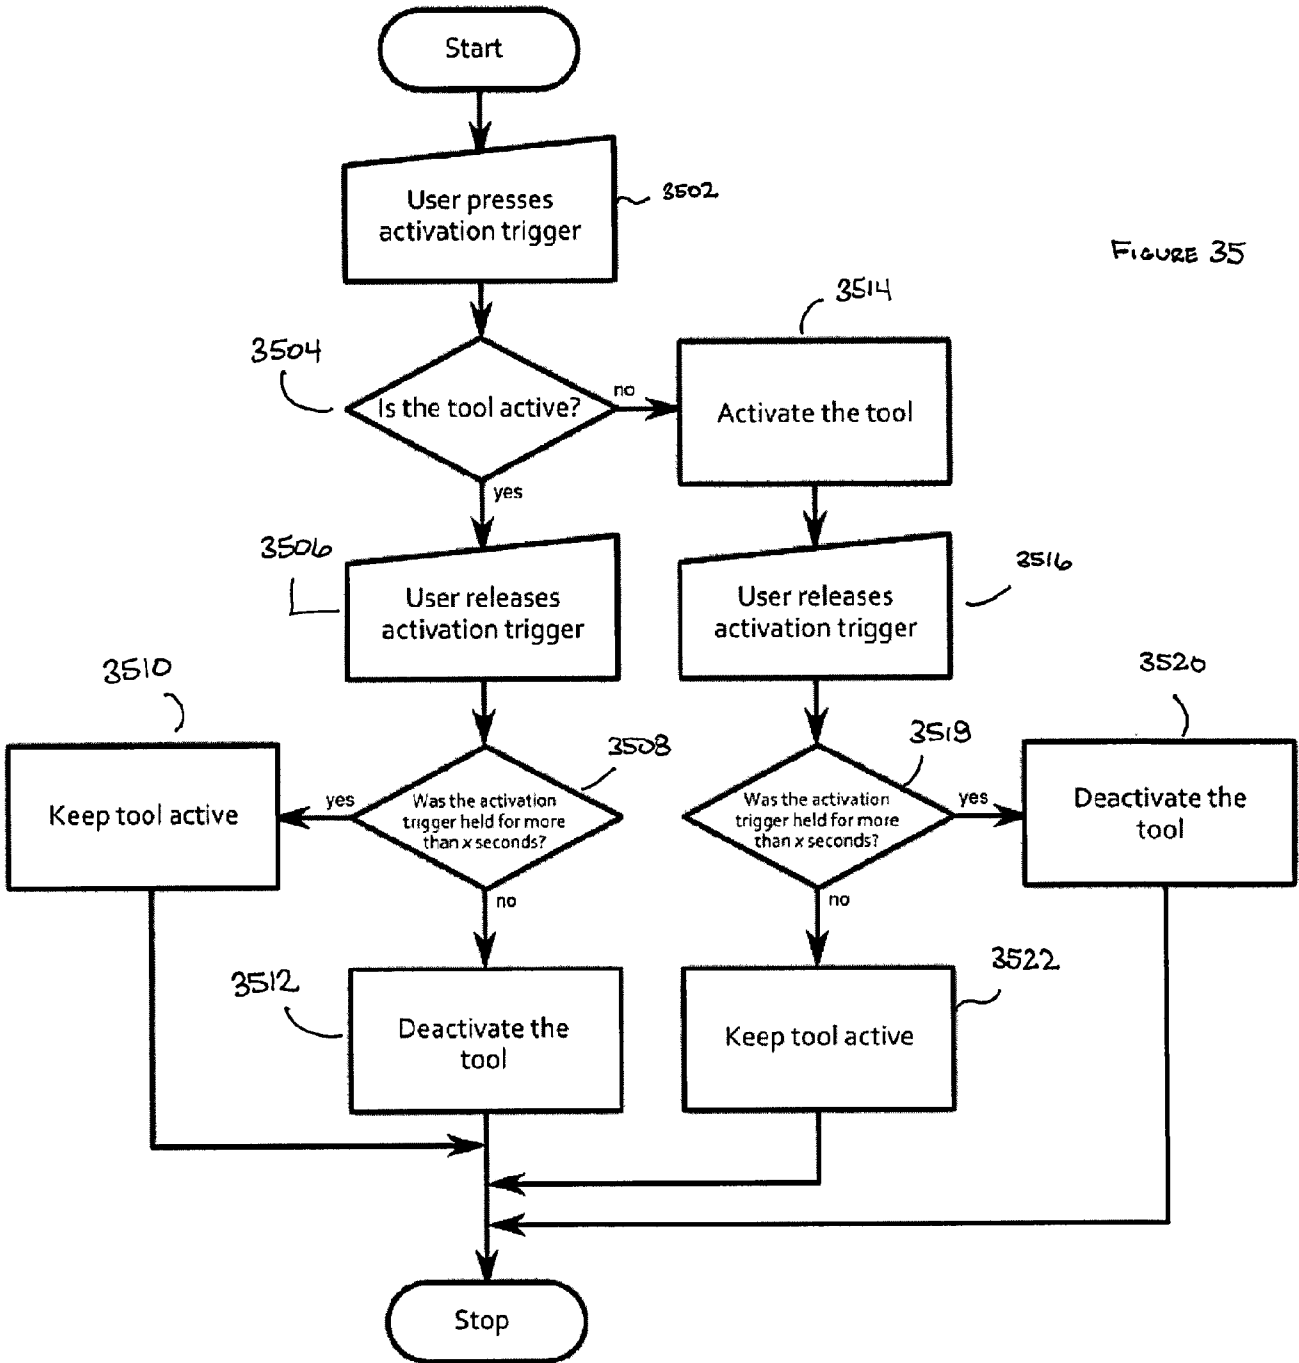 Start
User presses
activation trigger
3502
FIGURE 35
3514
3504
Is the tool active?
no
Activate the tool
yes
3506
User releases
activation trigger
User releases
activation trigger
3516
3510
3520
3508
3518
Keep tool active
yes
Was the activation
trigger held for more
than x seconds?
Was the activation
trigger held for more
than x seconds?
yes
Deactivate the
tool
no
no
3512
Deactivate the
tool
Keep tool active
3522
Stop